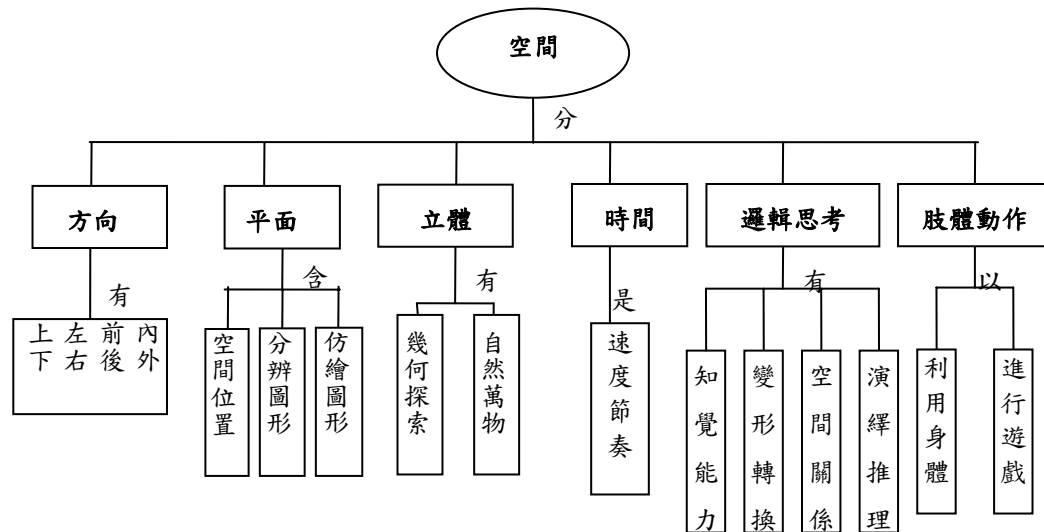 空間
分
方向
平面
立體
時間
邏輯思考
肢體動作
有
含
有
是
有
以
上下
左右
前後
內外
空間位置
分辨圖形
仿繪圖形
幾何探索
自然萬物
速度節奏
知覺能力
變形轉換
空間關係
演繹推理
利用身體
進行遊戲